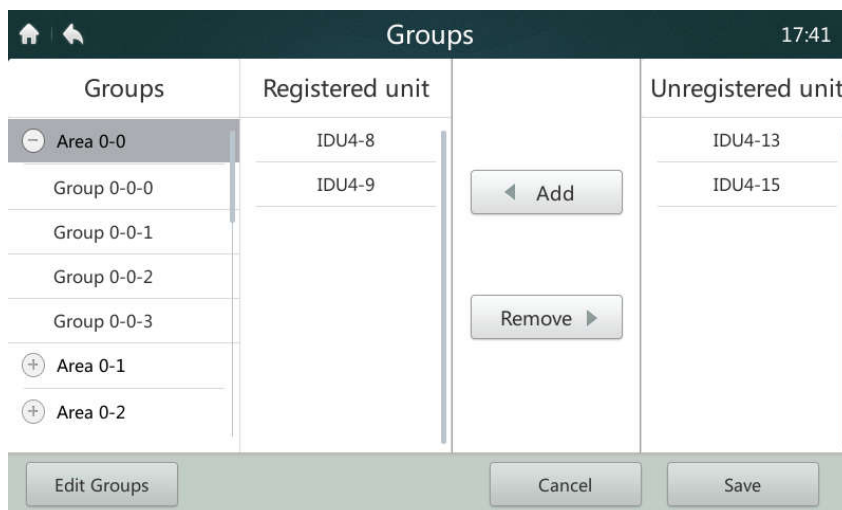 Groups
17:41
Groups
Registered unit
Unregistered unit
Area 0-0
IDU4-8
IDU4-13
Group 0-0-0
IDU4-9
Add
IDU4-15
Group 0-0-1
Group 0-0-2
Group 0-0-3
Remove
Area 0-1
Area 0-2
Edit Groups
Cancel
Save